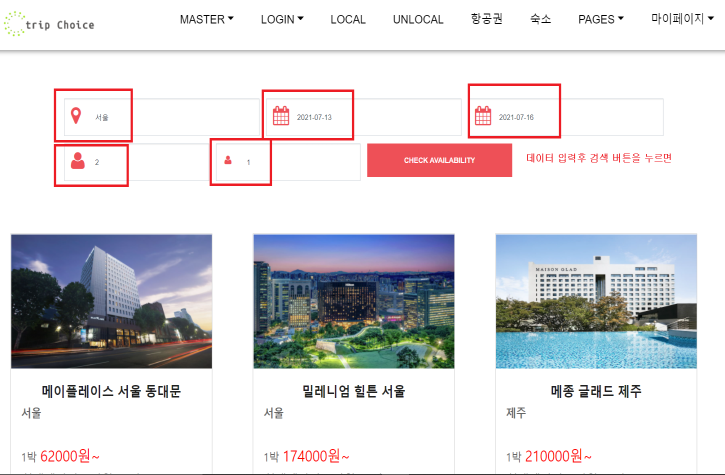 trip Choice
MASTER LOGIN LOCAL UNLOCAL 항공권 숙소 PAGES 마이페이지
서울 2021-07-13 2021-07-16
2 1 CHECK AVAILABILITY 데이터 입력후 검색 버튼을 누르면
MAISON GLAD
메이플레이스 서울 동대문 밀레니엄 힐튼 서울 메종 글래드 제주
서울 서울 제주
1박 62000원~ 1박 174000원~ 1박 210000원~